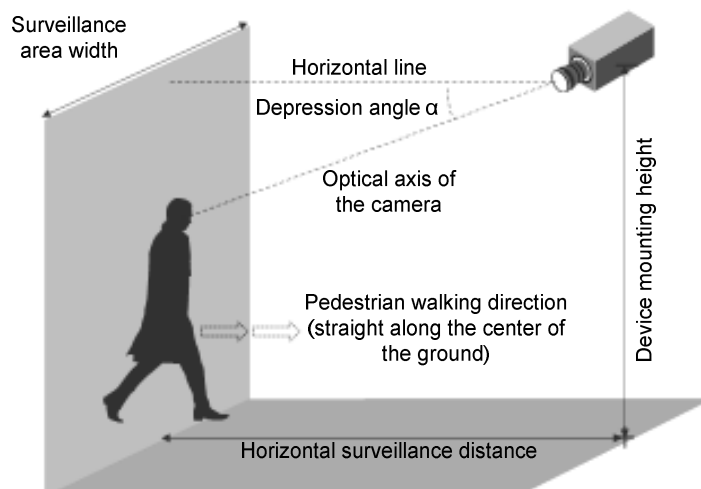 Surveillance
area width
Horizontal line
Depression angle α
Optical axis of
the camera
Device mounting height
Pedestrian walking direction
(straight along the center of
the ground)
Horizontal surveillance distance